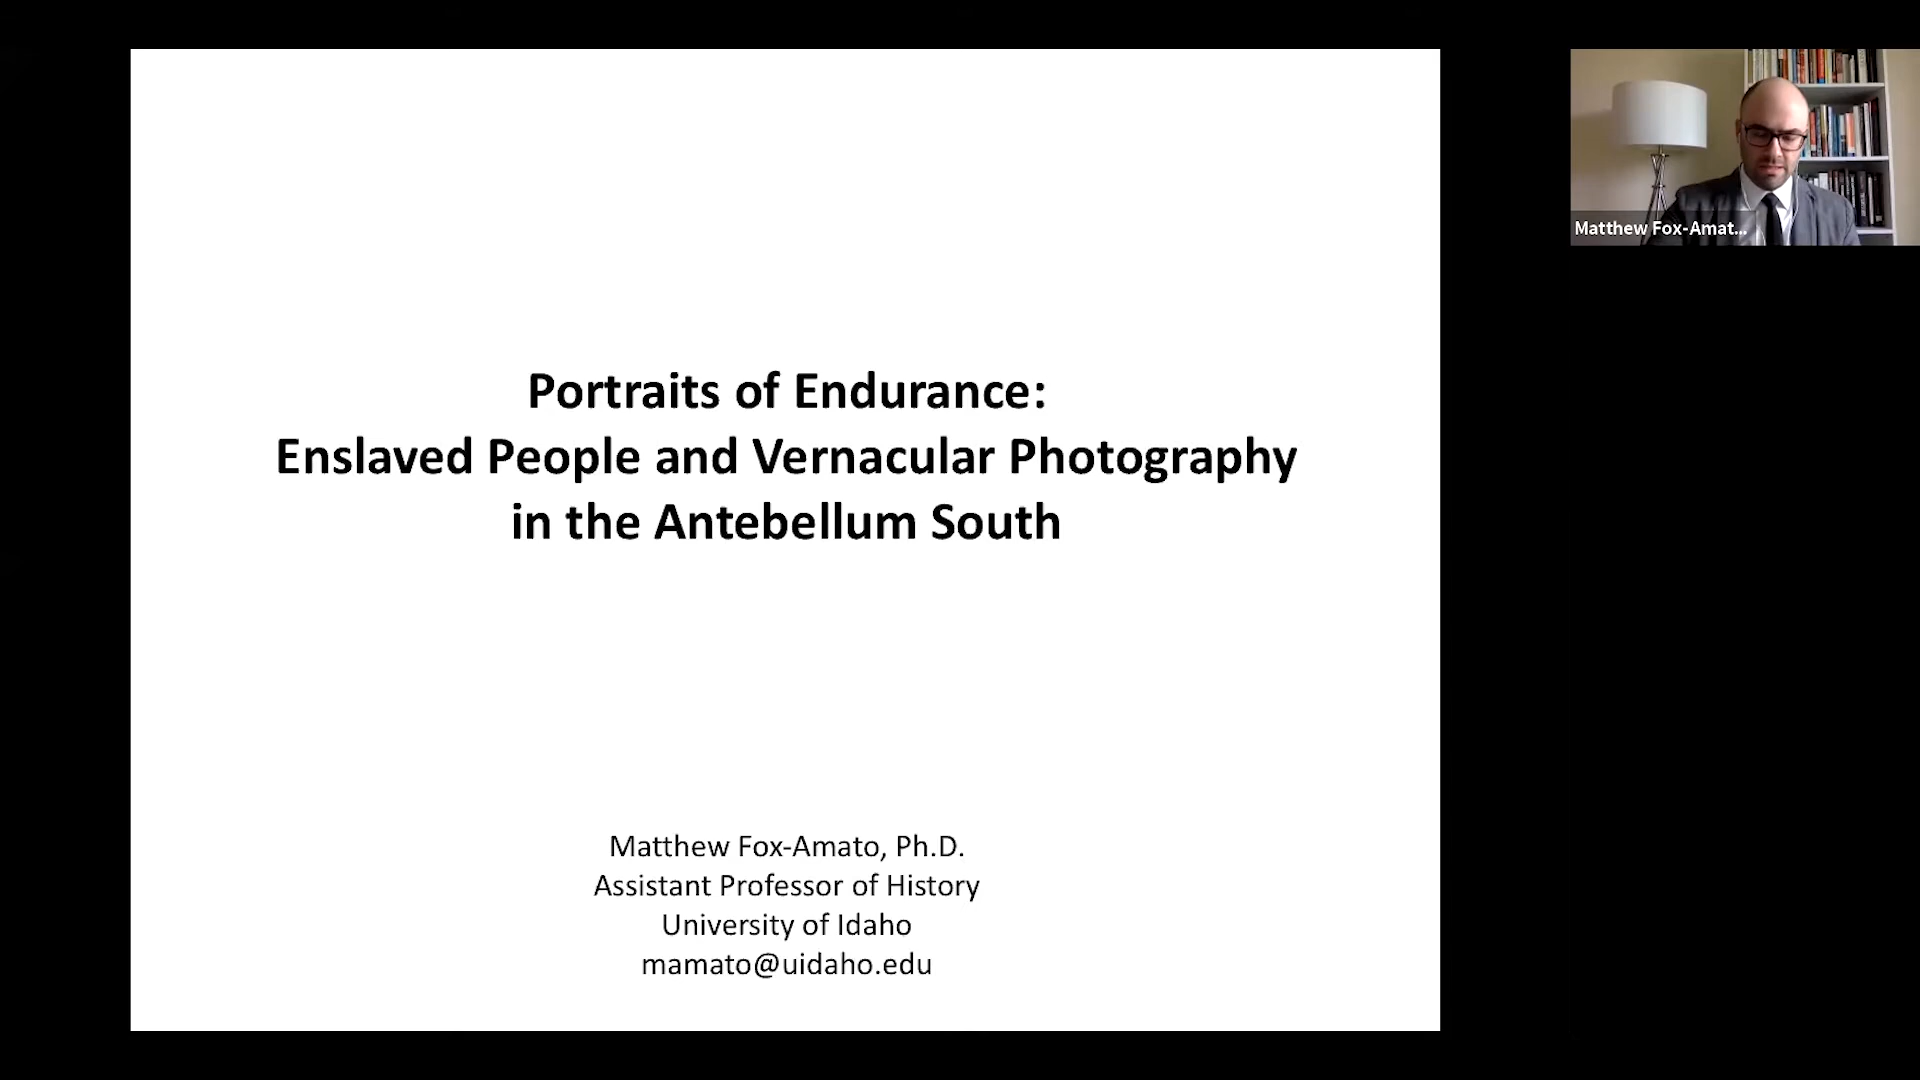 Portraits of Endurance:
Enslaved People and Vernacular Photography
in the Antebellum South
Matthew Fox-Amato, Ph.D.
Assistant Professor of History
University of Idaho
mamato@uidaho.edu
Matthew Fox-Amat...